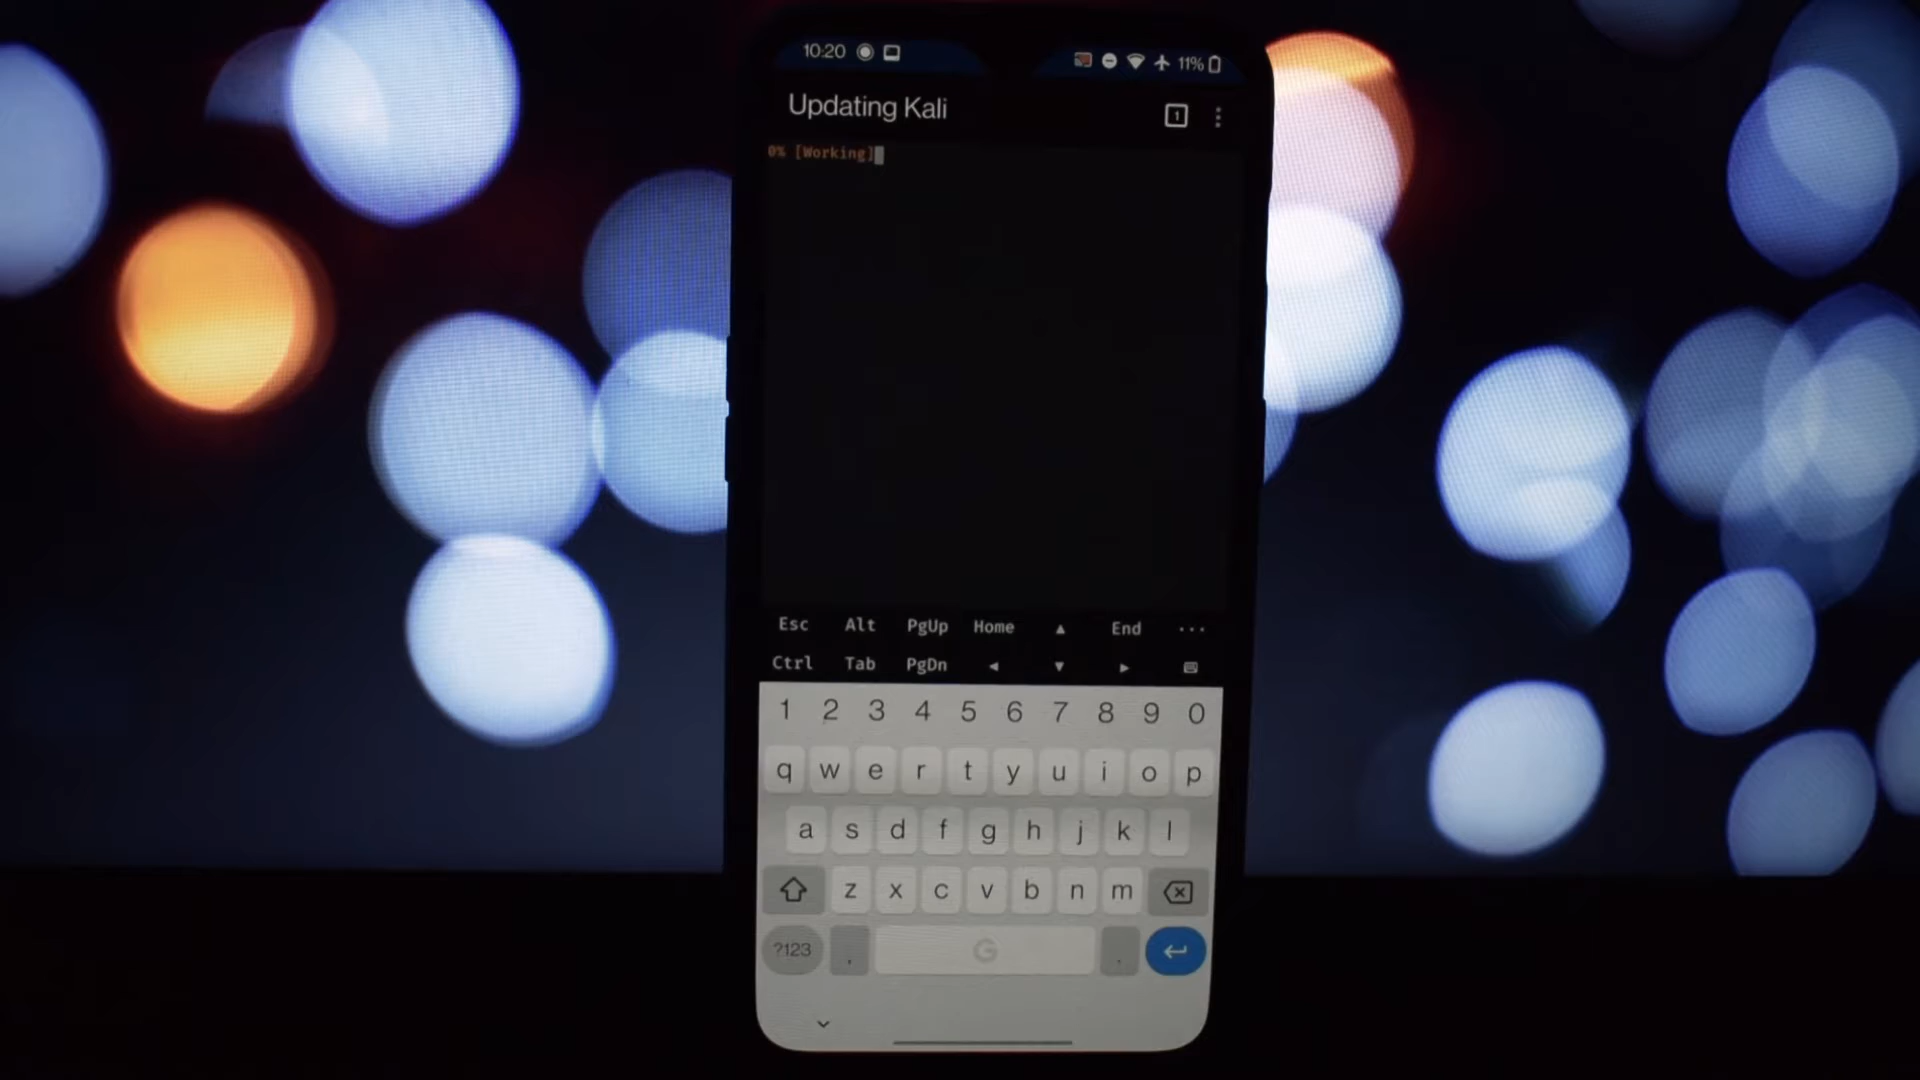 10:20 11%
Updating Kali
1
0% [Working]
Esc Alt PgUp Home ▲ End ...
Ctrl Tab PgDn ◄ ▼ ►
1 2 3 4 5 6 7 8 9 0
q w e r t y u i o p
a s d f g h j k l
z x c v b n m
?123 , G .